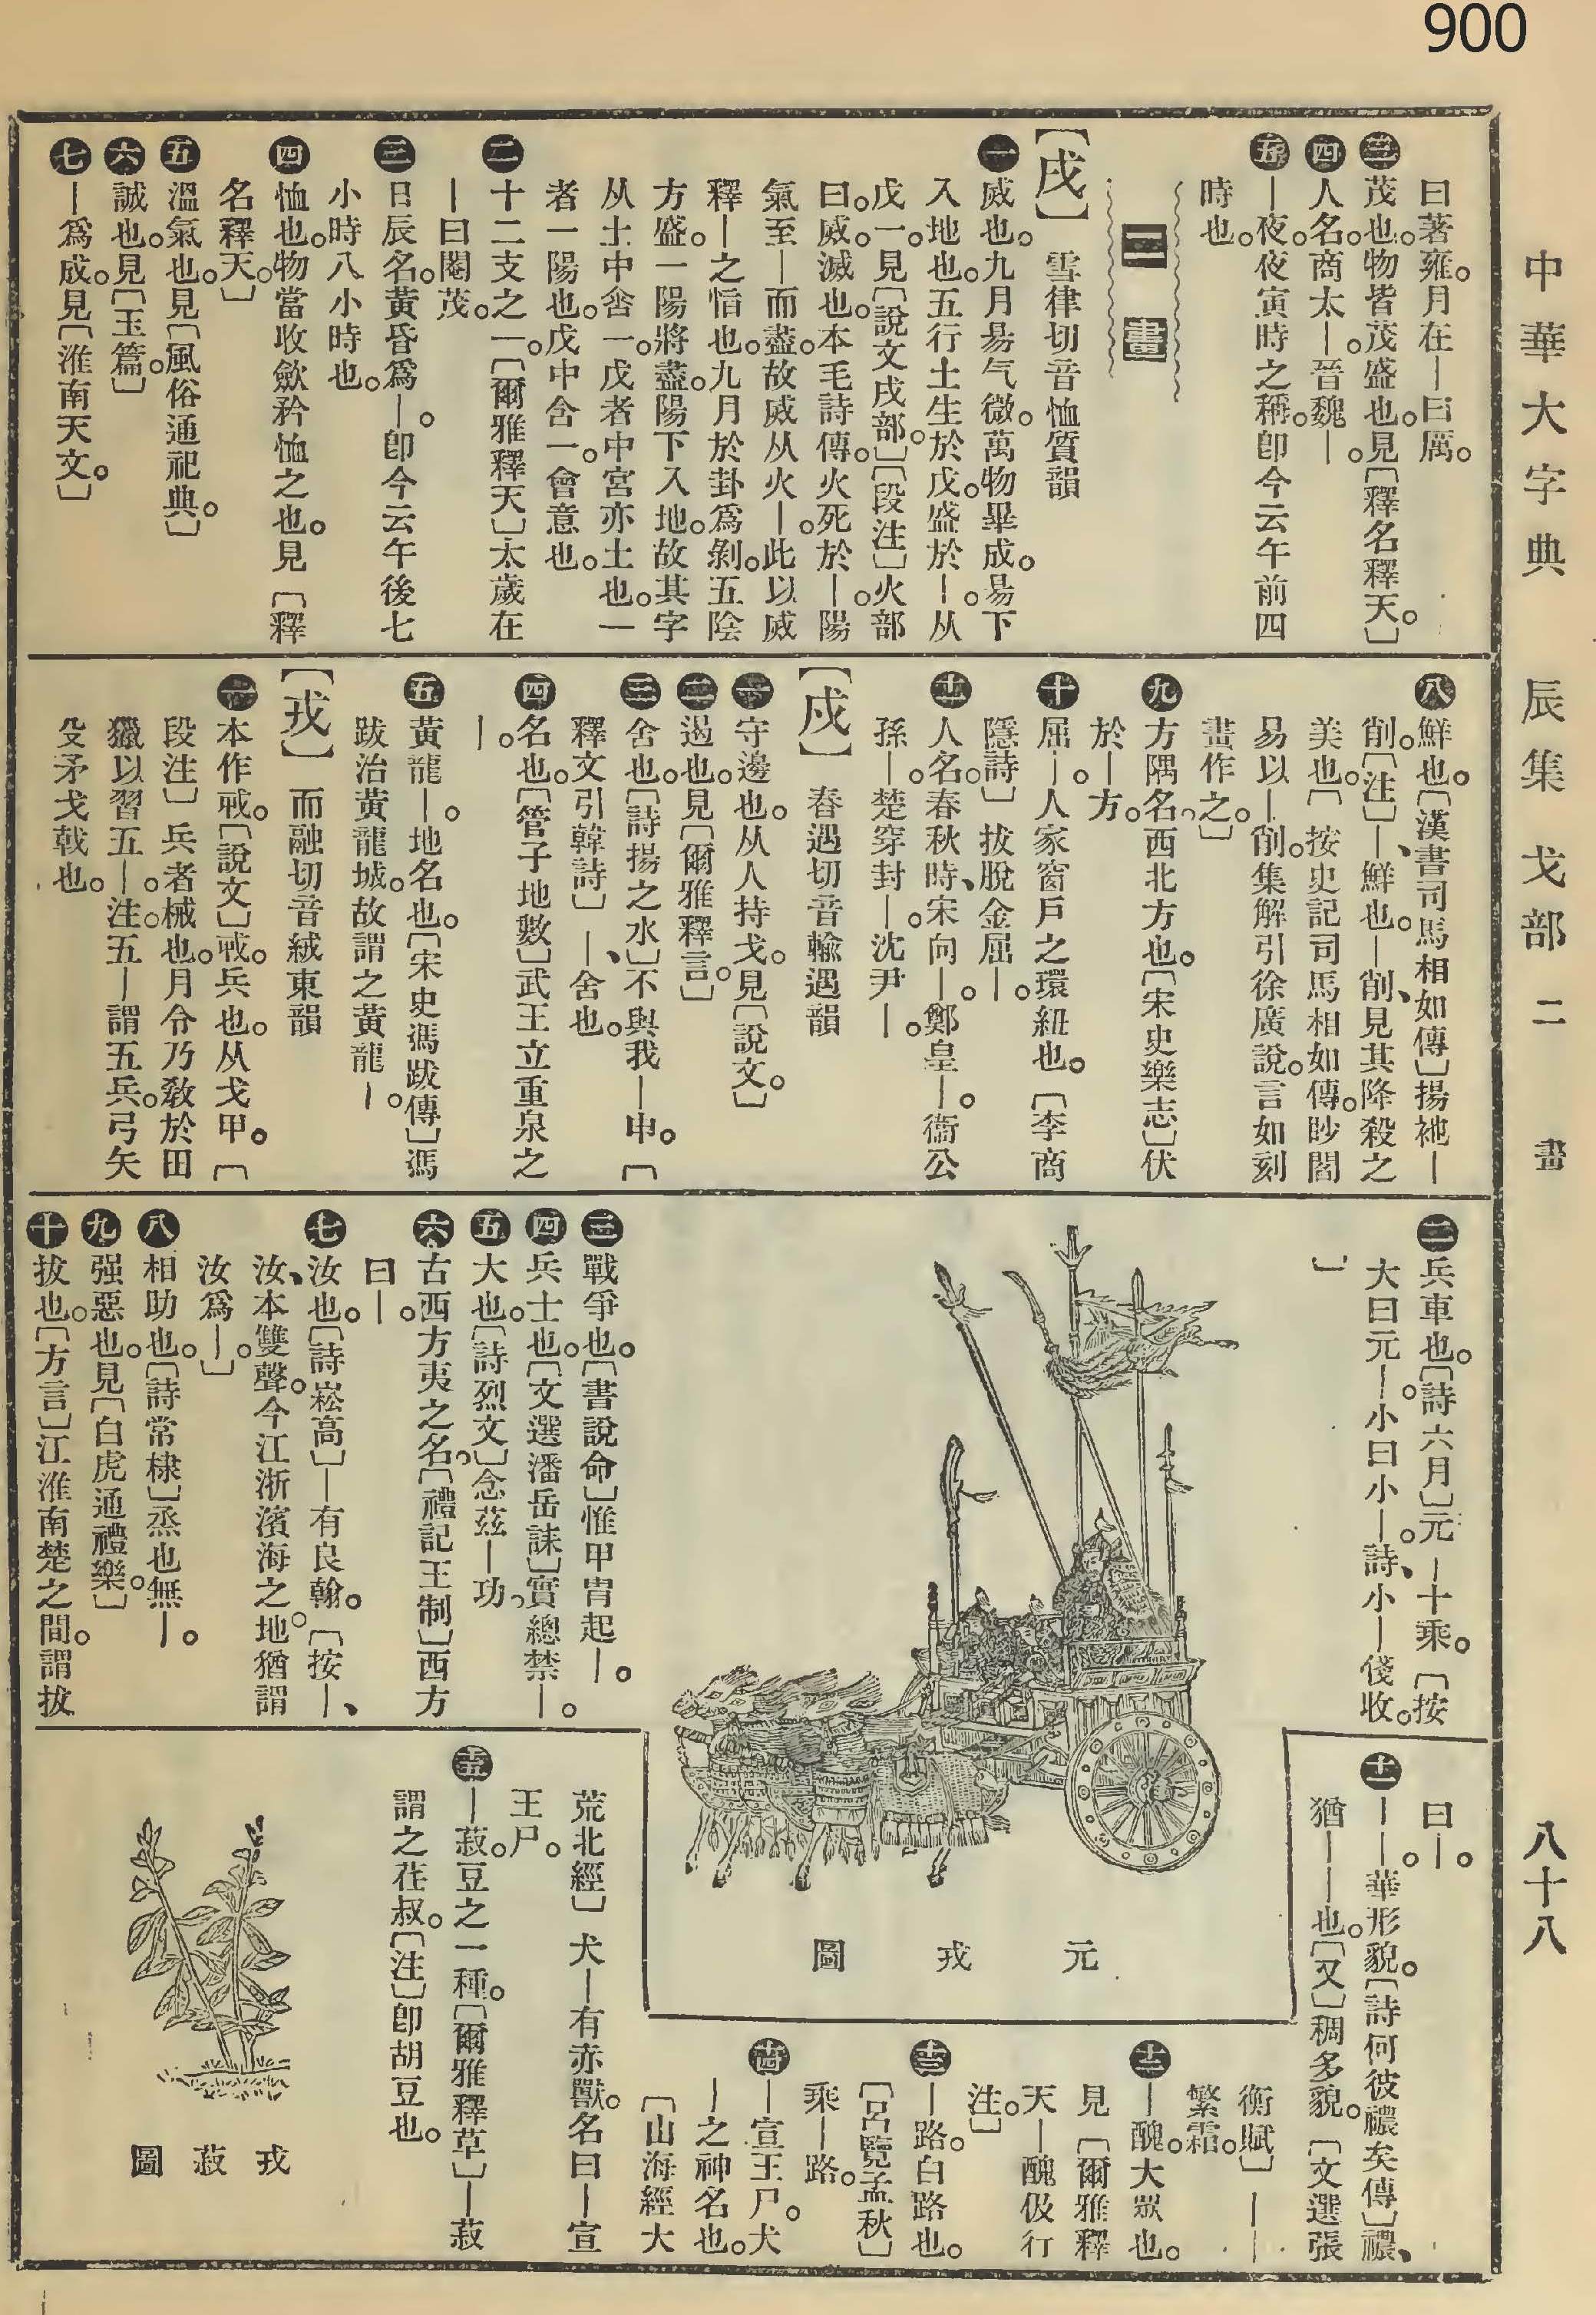 900
中華大字典　辰集　戈部　二畫　八十八
曰著雍。月在—曰厲。
㊂茂也。物皆茂盛也。見〔釋名釋天。〕
㊃人名。商太—。晉魏—。
㊄—夜。夜寅時之稱。卽今云午前四
時也。
二畫
【戌】雪律切音恤質韻
㊀烕也。九月昜气微。萬物畢成。昜下
入地也。五行土生於戊。盛於—。从
戊一。見〔說文戌部。〕〔段注〕火部
曰。烕。滅也。本毛詩傳。火死於—。陽
氣至—而盡。故烕从火—。此以烕
釋—之恉也。九月於卦爲剝。五陰
方盛。一陽將盡。陽下入地。故其字
从土中含一。戊者中宮亦土也。一
者一陽也。戊中含一。會意也。
㊁十二支之一。〔爾雅釋天〕太歲在
—曰閹茂。
㊂日辰名。黃昏爲—。卽今云午後七
小時八小時也。
㊃恤也。物當收斂矜恤之也。見〔釋
名釋天。〕
㊄溫氣也。見〔風俗通祀典。〕
㊅誠也。見〔玉篇。〕
㊆—爲成。見〔淮南天文。〕
㊇鮮也。〔漢書司馬相如傳〕揚袘—
削。〔注〕—、鮮也。—削、見其降殺之
美也。〔按史記司馬相如傳。眇閻
易以—削。集解引徐廣說。言如刻
畫作之。〕
㊈方隅名。西北方也。〔宋史樂志〕伏
於—方。
㊉屈—。人家窗戶之環紐也。〔李商
隱詩〕拔脫金屈—。
⑪人名。春秋時、宋向—。鄭皇—。衞公
孫—。楚穿封—。沈尹—。
【戍】春遇切音輸遇韻
㊀守邊也。从人持戈。見〔說文。〕
㊁遏也。見〔爾雅釋言。〕
㊂舍也。〔詩揚之水〕不與我—申。〔
釋文引韓詩〕—、舍也。
㊃名也。〔管子地數〕武王立重泉之
—。
㊄黃龍—。地名也。〔宋史馮跋傳〕馮
跋治黃龍城。故謂之黃龍—。
【戎】而融切音絨東韻
㊀本作𢦦。〔說文〕𢦦。兵也。从戈甲。〔
段注〕兵者械也。月令乃敎於田
獵以習五—。注。五—謂五兵。弓矢
殳矛戈戟也。
㊁兵車也。〔詩六月〕元—十乘。〔按
大曰元—。小曰小—。詩、小—俴收。
〕
元戎圖
㊂戰爭也。〔書說命〕惟甲冑起—。
㊃兵士也。〔文選潘岳誄〕實總禁—。
㊄大也。〔詩烈文〕念茲—功。
㊅古西方夷之名。〔禮記王制〕西方
曰—。
㊆汝也。〔詩崧高〕—有良翰。〔按—、
汝、本雙聲。今江浙濱海之地。猶謂
汝爲—。〕
㊇相助也。〔詩常棣〕烝也無—。
㊈强惡也。見〔白虎通禮樂。〕
㊉拔也。〔方言〕江淮南楚之間。謂拔
曰—。
⑪——。華形貌。〔詩何彼襛矣傳〕襛、
猶——也。〔又〕稠多貌。〔文選張
衡賦〕——
繁霜。
⑫—醜。大眾也。
見〔爾雅釋
天—醜伋行
注。〕
⑬—路。白路也。
〔呂覽孟秋〕
乘—路。
⑭—宣王尸。犬
—之神名也。
〔山海經大
荒北經〕犬—有赤獸。名曰—宣
王尸。
⑮—菽。豆之一種。〔爾雅釋草〕—菽
謂之荏叔。〔注〕卽胡豆也。
戎菽圖